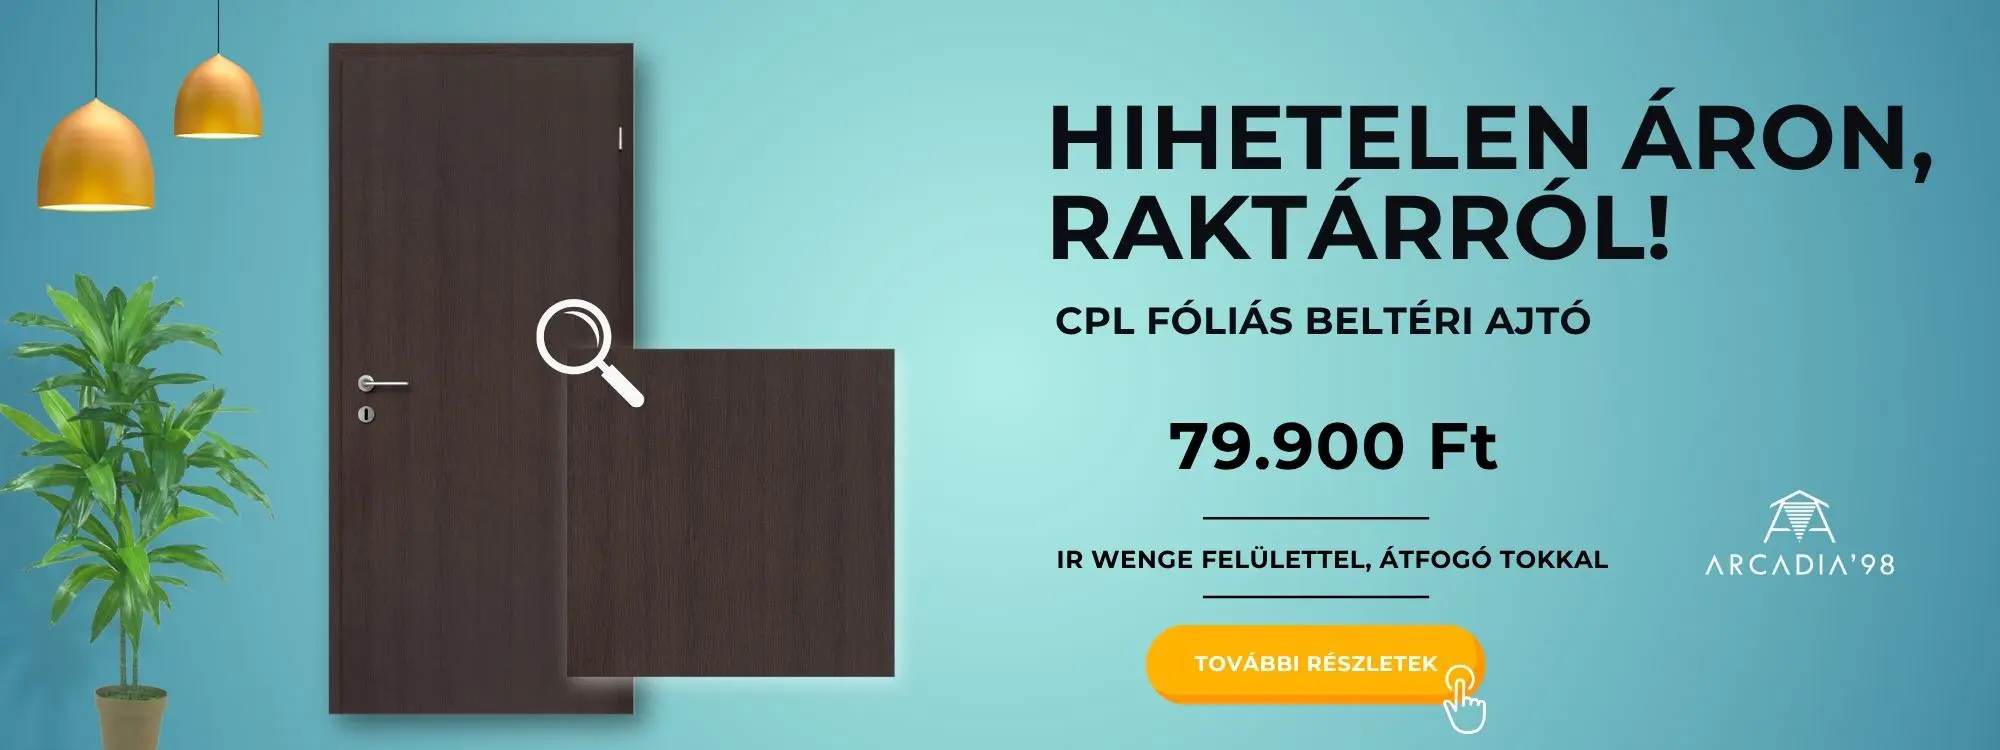 HIHETELEN ÁRON,
RAKTÁRRÓL!
CPL FÓLIÁS BELTÉRI AJTÓ
79.900 Ft
IR WENGE FELÜLETTEL, ÁTFOGÓ TOKKAL
ARCADIA'98
TOVÁBBI RÉSZLETEK